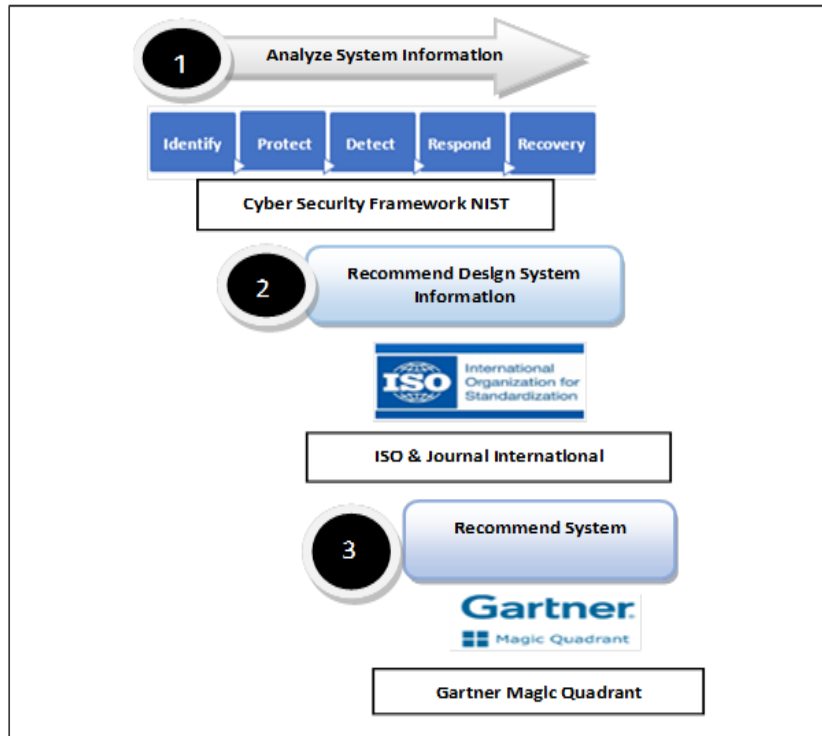 1
Analyze System Information
Identify
Protect
Detect
Respond
Recovery
Cyber Security Framework NIST
2
Recommend Design System
Information
ISO
International
Organization for
Standardization
ISO & Journal International
3
Recommend System
Gartner.
Magic Quadrant
Gartner Magic Quadrant